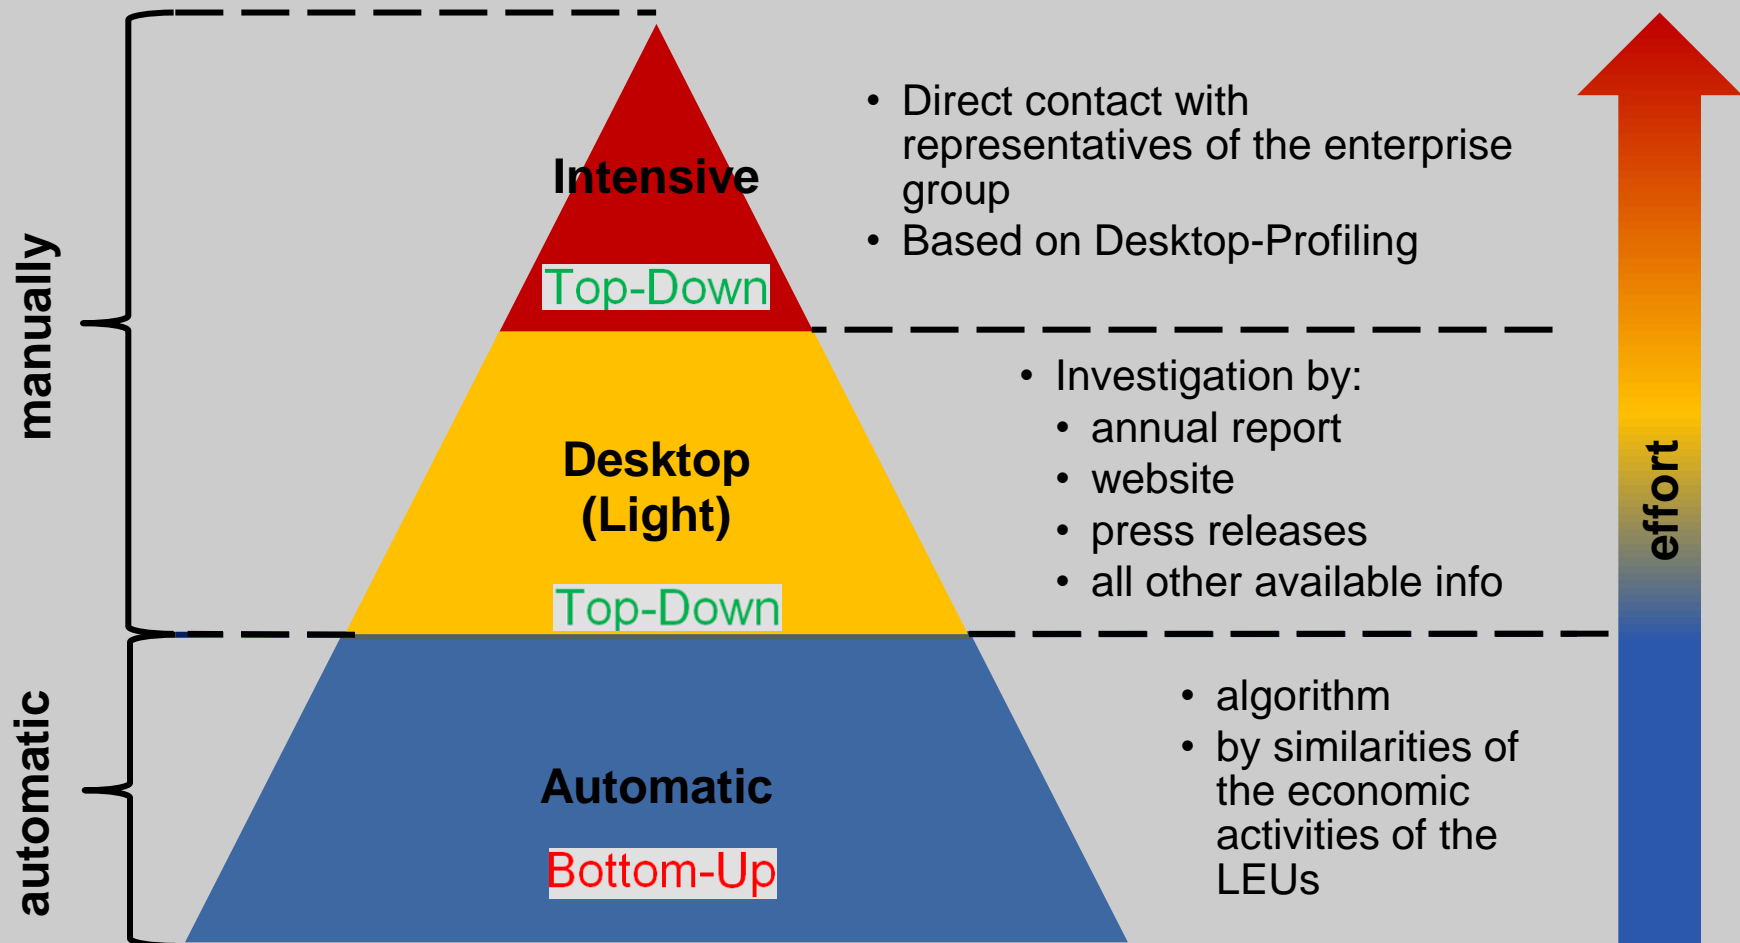 manually
Intensive
Top-Down
• Direct contact with
representatives of the enterprise
group
• Based on Desktop-Profiling
Desktop
(Light)
Top-Down
• Investigation by:
• annual report
• website
• press releases
• all other available info
effort
automatic
Automatic
Bottom-Up
• algorithm
• by similarities of
the economic
activities of the
LEUs